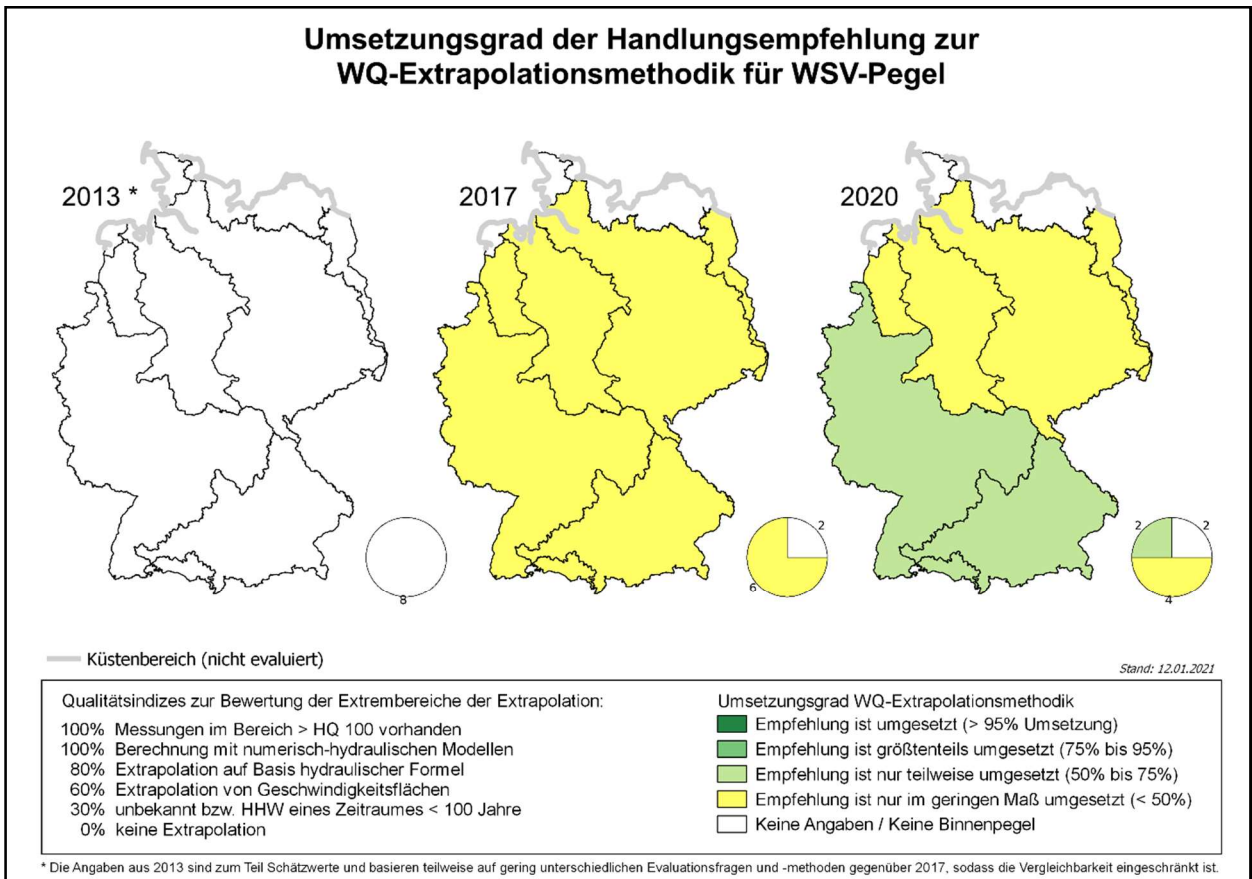 Umsetzungsgrad der Handlungsempfehlung zur
WQ-Extrapolationsmethodik für WSV-Pegel
2013 *
2017
2020
8
2
6
2
2
4
Küstenbereich (nicht evaluiert)
Stand: 12.01.2021
Qualitätsindizes zur Bewertung der Extrembereiche der Extrapolation:
100% Messungen im Bereich > HQ 100 vorhanden
100% Berechnung mit numerisch-hydraulischen Modellen
80% Extrapolation auf Basis hydraulischer Formel
60% Extrapolation von Geschwindigkeitsflächen
30% unbekannt bzw. HHW eines Zeitraumes < 100 Jahre
0% keine Extrapolation
Umsetzungsgrad WQ-Extrapolationsmethodik
Empfehlung ist umgesetzt (> 95% Umsetzung)
Empfehlung ist größtenteils umgesetzt (75% bis 95%)
Empfehlung ist nur teilweise umgesetzt (50% bis 75%)
Empfehlung ist nur im geringen Maß umgesetzt (< 50%)
Keine Angaben / Keine Binnenpegel
* Die Angaben aus 2013 sind zum Teil Schätzwerte und basieren teilweise auf gering unterschiedlichen Evaluationsfragen und -methoden gegenüber 2017, sodass die Vergleichbarkeit eingeschränkt ist.